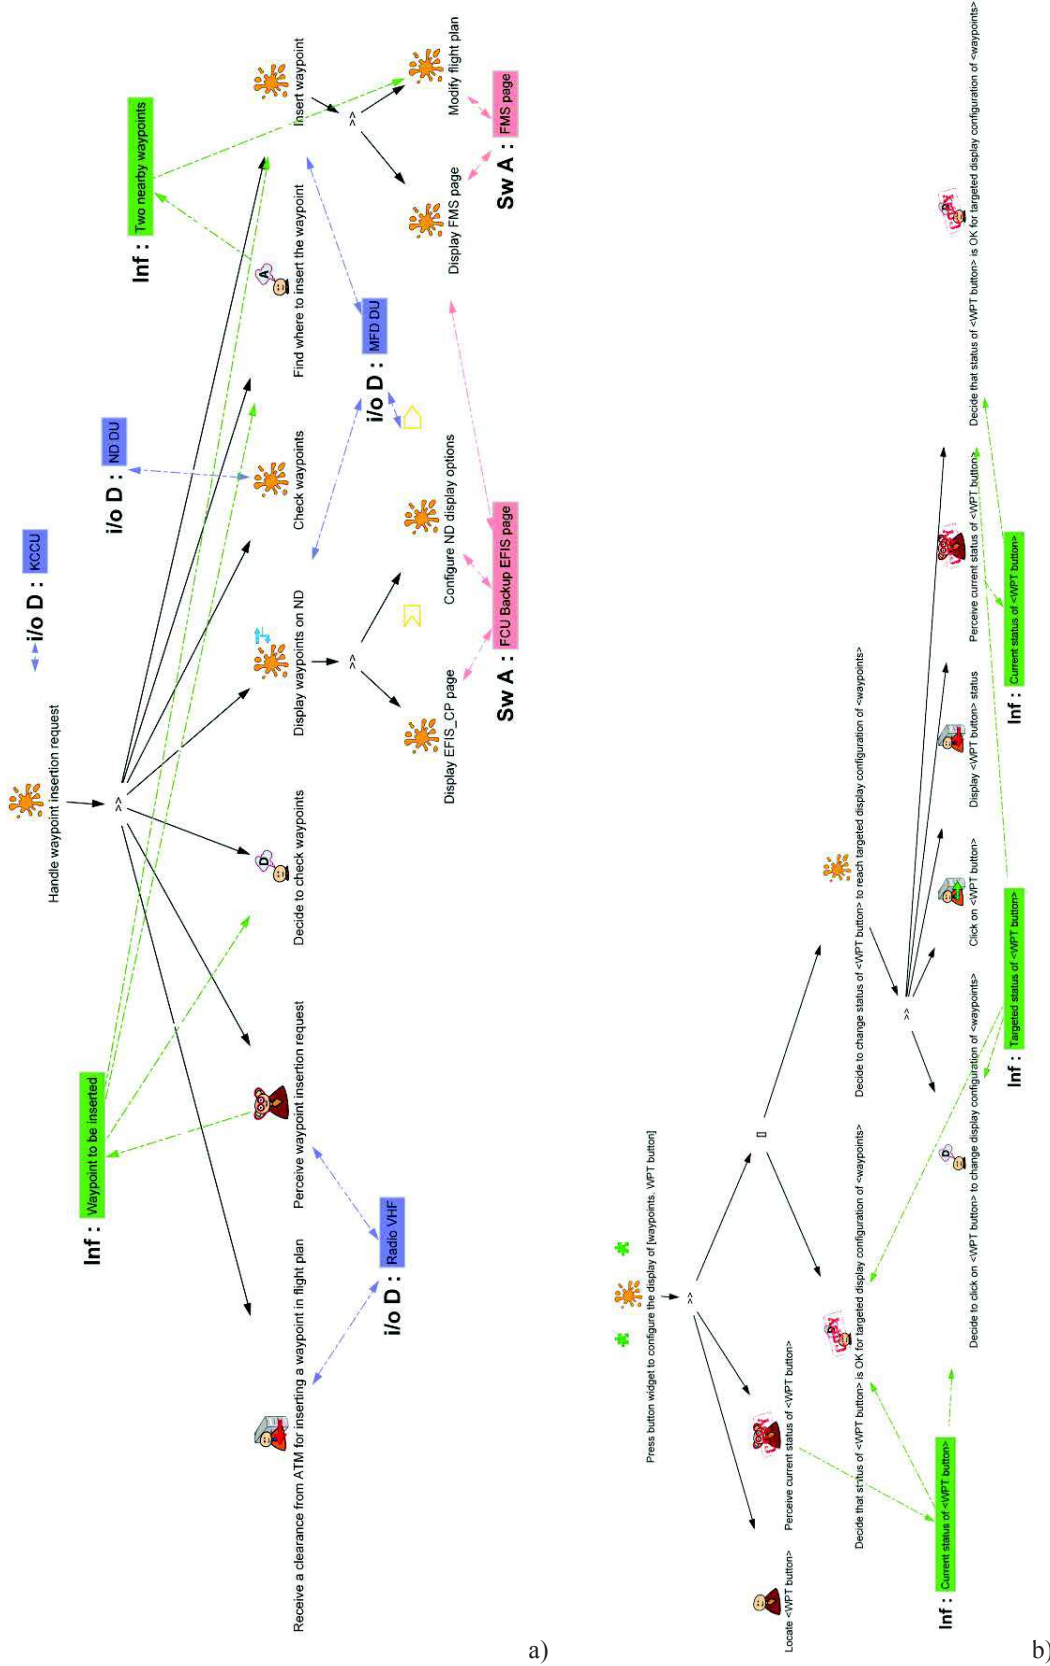 Handle waypoint insertion request
i/o D : KCCU
>>
Inf : Waypoint to be inserted
i/o D : ND DU
Inf : Two nearby waypoints
Receive a clearance from ATM for inserting a waypoint in flight plan
Perceive waypoint insertion request
D
Decide to check waypoints
Display waypoints on ND
Check waypoints
A
Find where to insert the waypoint
Insert waypoint
i/o D : Radio VHF
>>
i/o D : MFD DU
>>
Display EFIS_CP page
Configure ND display options
Display FMS page
Modify flight plan
Sw A : FCU Backup EFIS page
Sw A : FMS page
a)
Press button widget to configure the display of [waypoints, WPT button]
>>
[]
Locate <WPT button>
Perceive current status of <WPT button>
Decide that status of <WPT button> is OK for targeted display configuration of <waypoints>
Decide to change status of <WPT button> to reach targeted display configuration of <waypoints>
>>
Inf : Current status of <WPT button>
D
Decide to click on <WPT button> to change display configuration of <waypoints>
Click on <WPT button>
Display <WPT button> status
Perceive current status of <WPT button>
Decide that status of <WPT button> is OK for targeted display configuration of <waypoints>
Inf : Targeted status of <WPT button>
Inf : Current status of <WPT button>
b)